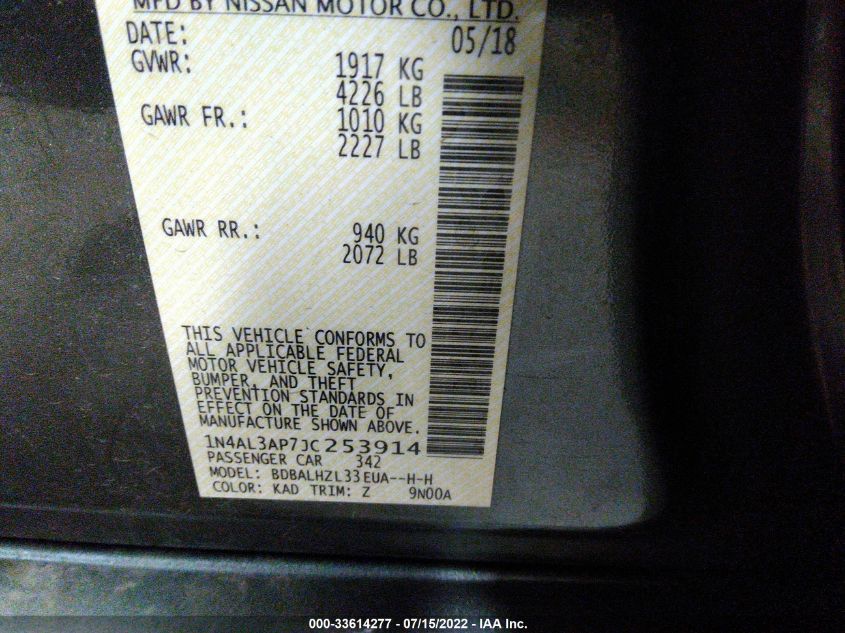 MFD BY NISSAN MOTOR CO., LTD.
DATE: 05/18
GVWR: 1917 KG
4226 LB
GAWR FR.: 1010 KG
2227 LB
GAWR RR.: 940 KG
2072 LB
THIS VEHICLE CONFORMS TO
ALL APPLICABLE FEDERAL
MOTOR VEHICLE SAFETY,
BUMPER, AND THEFT
PREVENTION STANDARDS IN
EFFECT ON THE DATE OF
MANUFACTURE SHOWN ABOVE.
1N4AL3AP7JC253914
PASSENGER CAR 342
MODEL: BDBALHZL33EUA--H-H
COLOR: KAD TRIM: Z 9N00A
000-33614277 - 07/15/2022 - IAA Inc.